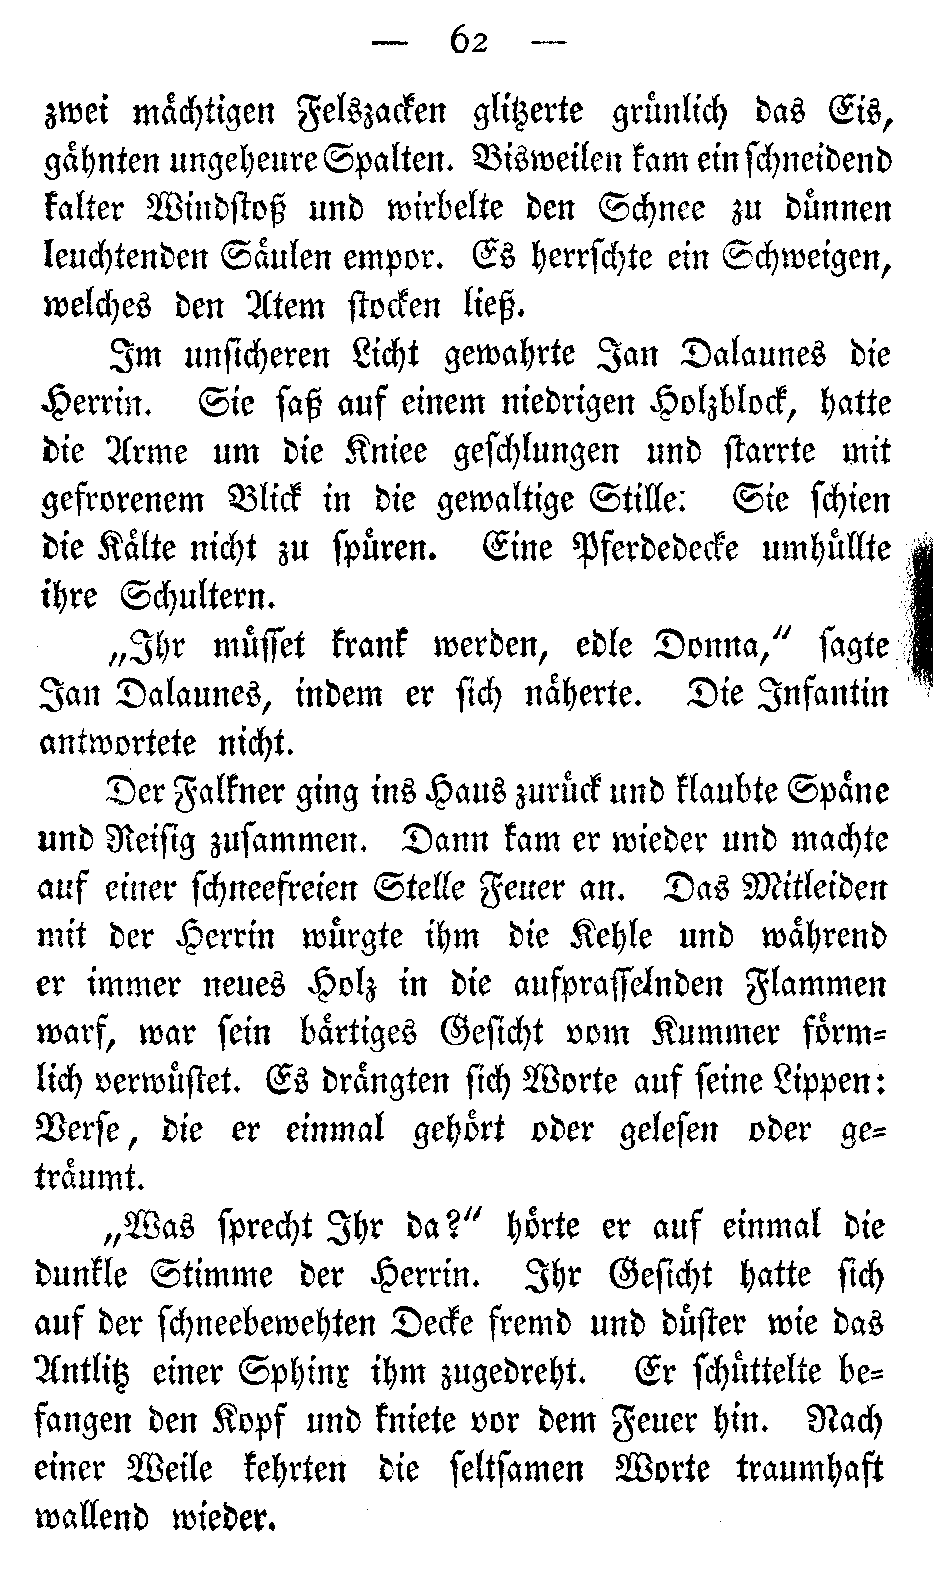 — 62 —
zwei mächtigen Felszacken glitzerte grünlich das Eis,
gähnten ungeheure Spalten. Bisweilen kam ein schneidend
kalter Windstoß und wirbelte den Schnee zu dünnen
leuchtenden Säulen empor. Es herrschte ein Schweigen,
welches den Atem stocken ließ.
Im unsicheren Licht gewahrte Jan Dalaunes die
Herrin. Sie saß auf einem niedrigen Holzblock, hatte
die Arme um die Kniee geschlungen und starrte mit
gefrorenem Blick in die gewaltige Stille: Sie schien
die Kälte nicht zu spüren. Eine Pferdedecke umhüllte
ihre Schultern.
„Ihr müsset krank werden, edle Donna,“ sagte
Jan Dalaunes, indem er sich näherte. Die Infantin
antwortete nicht.
Der Falkner ging ins Haus zurück und klaubte Späne
und Reisig zusammen. Dann kam er wieder und machte
auf einer schneefreien Stelle Feuer an. Das Mitleiden
mit der Herrin würgte ihm die Kehle und während
er immer neues Holz in die aufprasselnden Flammen
warf, war sein bärtiges Gesicht vom Kummer förm-
lich verwüstet. Es drängten sich Worte auf seine Lippen:
Verse, die er einmal gehört oder gelesen oder ge-
träumt.
„Was sprecht Ihr da?“ hörte er auf einmal die
dunkle Stimme der Herrin. Ihr Gesicht hatte sich
auf der schneebewehten Decke fremd und düster wie das
Antlitz einer Sphinx ihm zugedreht. Er schüttelte be-
fangen den Kopf und kniete vor dem Feuer hin. Nach
einer Weile kehrten die seltsamen Worte traumhaft
wallend wieder.